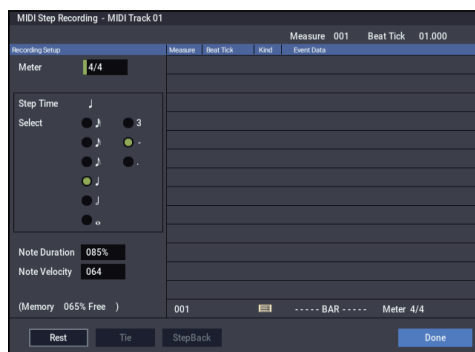 MIDI Step Recording - MIDI Track 01
Measure 001 Beat Tick 01.000
Recording Setup Measure Beat Tick Kind Event Data
Meter 4/4
Step Time ♩
Select
3
-
.
Note Duration 085%
Note Velocity 064
(Memory 065% Free )
001 ----- BAR ----- Meter 4/4
Rest Tie StepBack Done